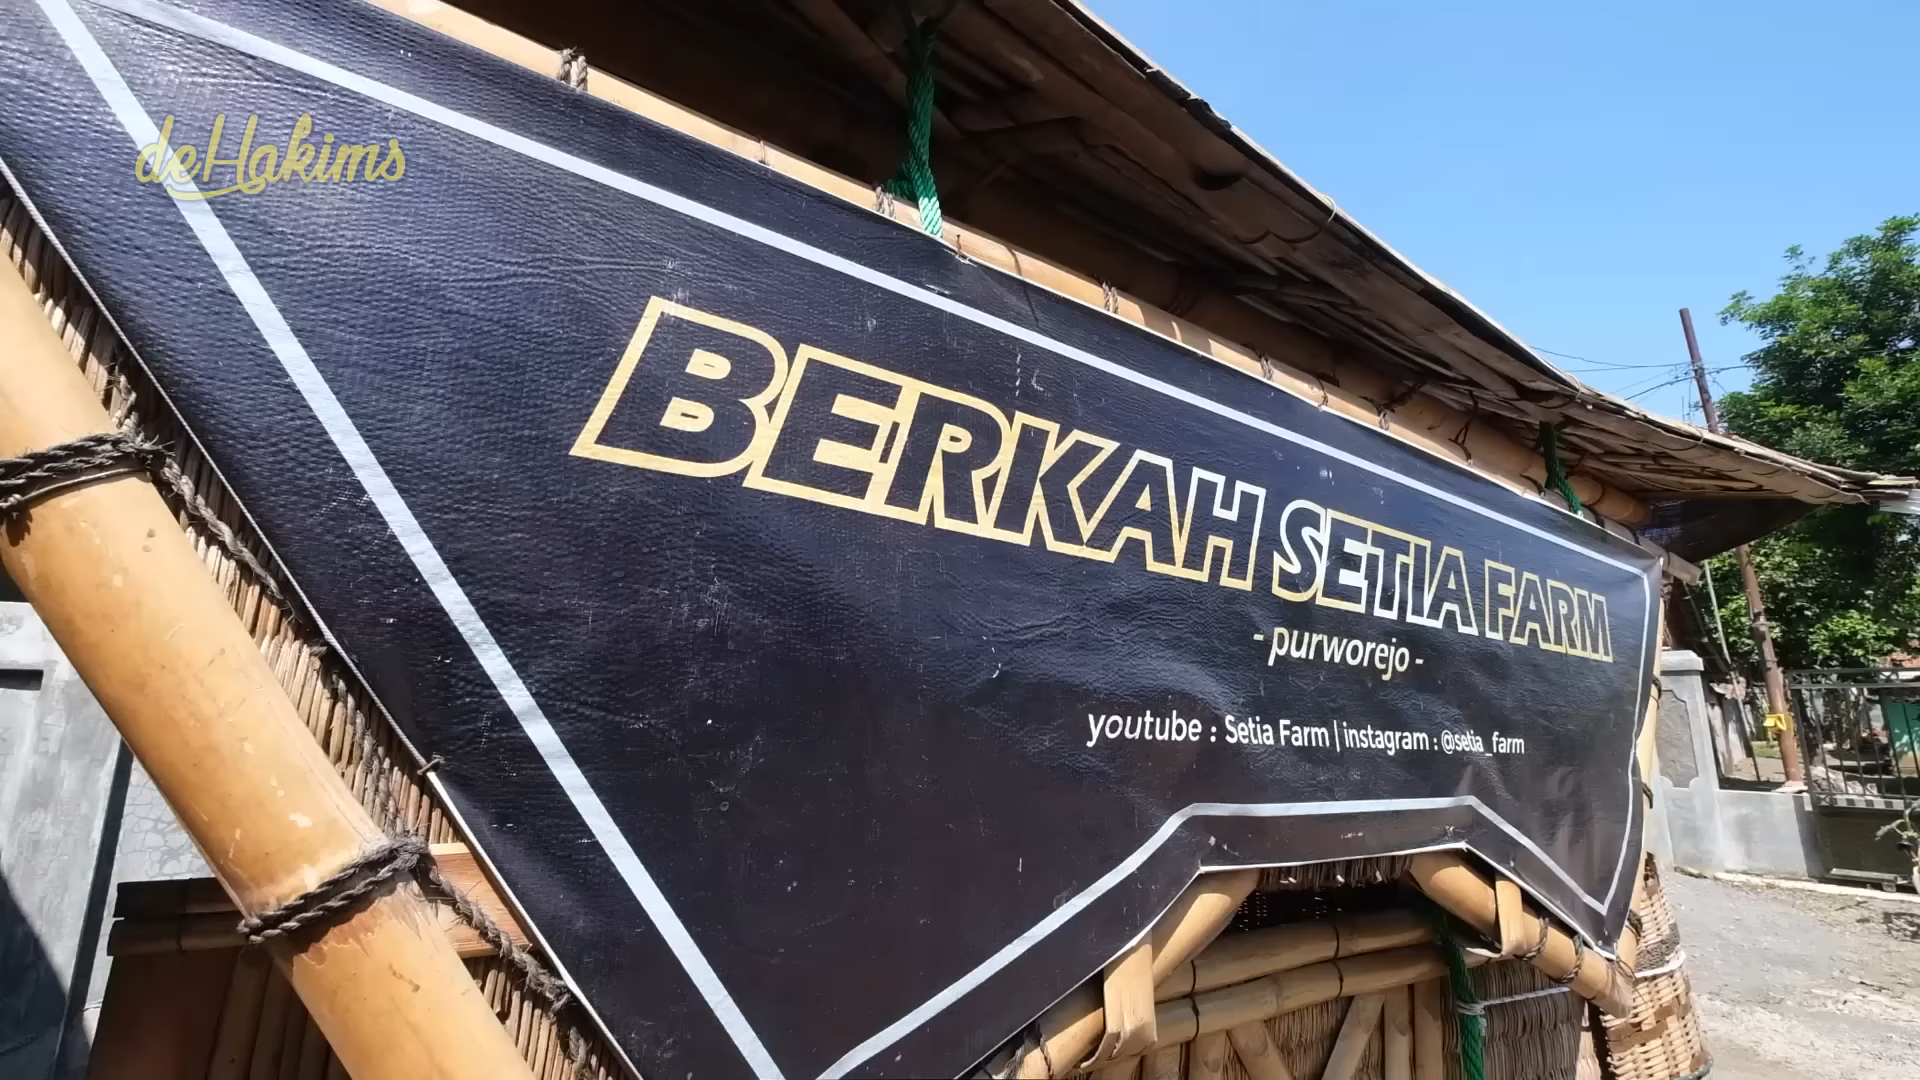 deHakims
BERKAH SETIA FARM
- purworejo -
youtube : Setia Farm | instagram : @setia_farm